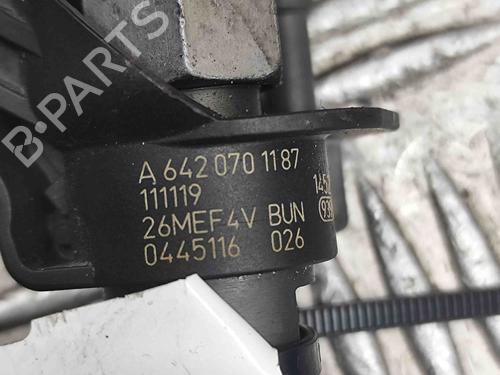 B-PARTS
A 642 070 1187
111119
26MEF4V BUN
0445116 026